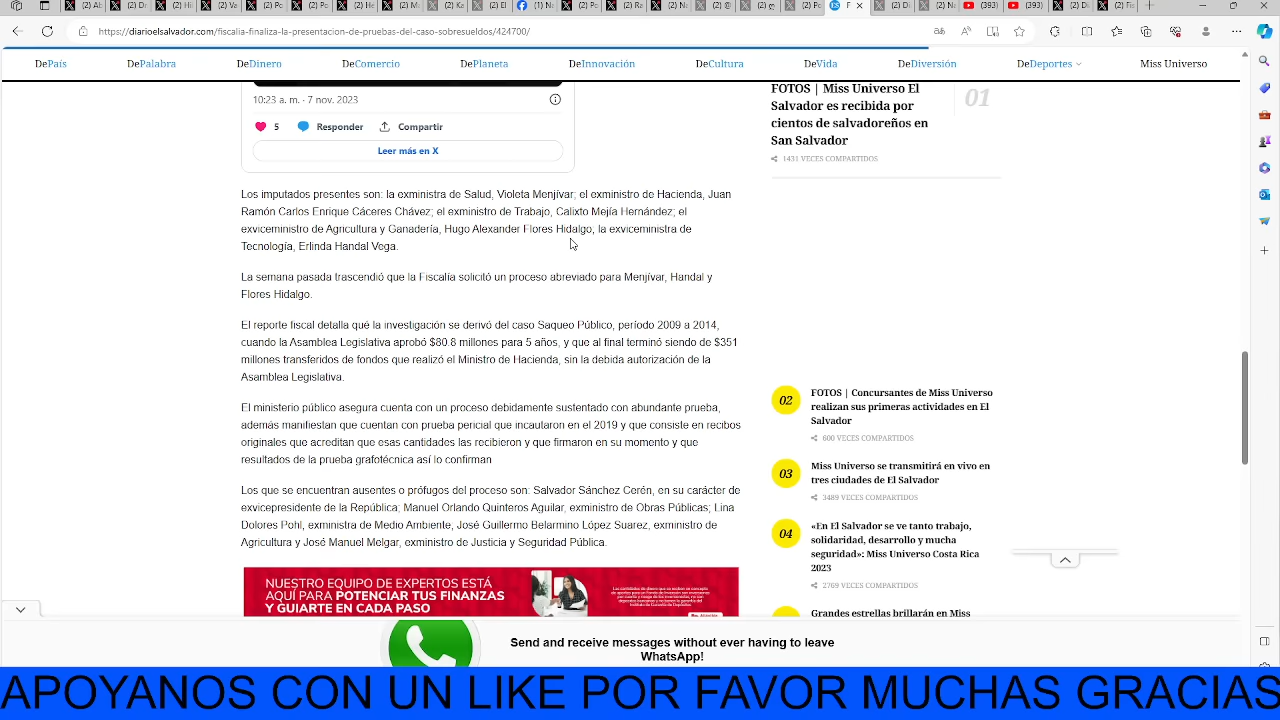 https://diarioelsalvador.com/fiscalia-finaliza-la-presentacion-de-pruebas-del-caso-sobresueldos/424700/
DePaís DePalabra DeDinero DeComercio DePlaneta DeInnovación DeCultura DeVida DeDiversión DeDeportes Miss Universo
10:23 a. m. · 7 nov. 2023
5 Responder Compartir
Leer más en X
Los imputados presentes son: la exministra de Salud, Violeta Menjívar; el exministro de Hacienda, Juan
Ramón Carlos Enrique Cáceres Chávez; el exministro de Trabajo, Calixto Mejía Hernández; el
exviceministro de Agricultura y Ganadería, Hugo Alexander Flores Hidalgo, la exviceministra de
Tecnología, Erlinda Handal Vega.
La semana pasada trascendió que la Fiscalía solicitó un proceso abreviado para Menjívar, Handal y
Flores Hidalgo.
El reporte fiscal detalla qué la investigación se derivó del caso Saqueo Público, período 2009 a 2014,
cuando la Asamblea Legislativa aprobó $80.8 millones para 5 años, y que al final terminó siendo de $351
millones transferidos de fondos que realizó el Ministro de Hacienda, sin la debida autorización de la
Asamblea Legislativa.
El ministerio público asegura cuenta con un proceso debidamente sustentado con abundante prueba,
además manifiestan que cuentan con prueba pericial que incautaron en el 2019 y que consiste en recibos
originales que acreditan que esas cantidades las recibieron y que firmaron en su momento y que
resultados de la prueba grafotécnica así lo confirman
Los que se encuentran ausentes o prófugos del proceso son: Salvador Sánchez Cerén, en su carácter de
exvicepresidente de la República; Manuel Orlando Quinteros Aguilar, exministro de Obras Públicas; Lina
Dolores Pohl, exministra de Medio Ambiente, José Guillermo Belarmino López Suarez, exministro de
Agricultura y José Manuel Melgar, exministro de Justicia y Seguridad Pública.
NUESTRO EQUIPO DE EXPERTOS ESTÁ
AQUÍ PARA POTENCIAR TUS FINANZAS
Y GUIARTE EN CADA PASO
FOTOS | Miss Universo El
Salvador es recibida por
cientos de salvadoreños en
San Salvador
01
1431 VECES COMPARTIDOS
02
FOTOS | Concursantes de Miss Universo
realizan sus primeras actividades en El
Salvador
600 VECES COMPARTIDOS
03
Miss Universo se transmitirá en vivo en
tres ciudades de El Salvador
3489 VECES COMPARTIDOS
04
«En El Salvador se ve tanto trabajo,
solidaridad, desarrollo y mucha
seguridad»: Miss Universo Costa Rica
2023
2769 VECES COMPARTIDOS
Grandes estrellas brillarán en Miss
Send and receive messages without ever having to leave
WhatsApp!
APOYANOS CON UN LIKE POR FAVOR MUCHAS GRACIAS